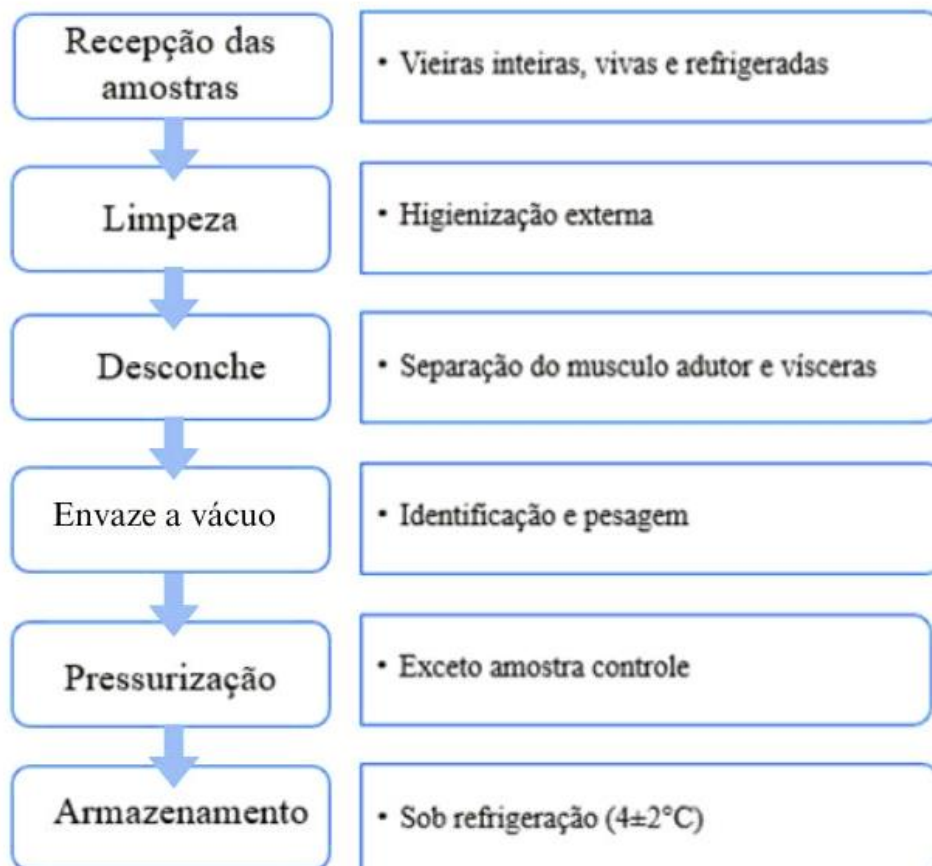 Recepção das
amostras
• Vieiras inteiras, vivas e refrigeradas
Limpeza
• Higienização externa
Desconche
• Separação do musculo adutor e vísceras
Envaze a vácuo
• Identificação e pesagem
Pressurização
• Exceto amostra controle
Armazenamento
• Sob refrigeração (4±2°C)